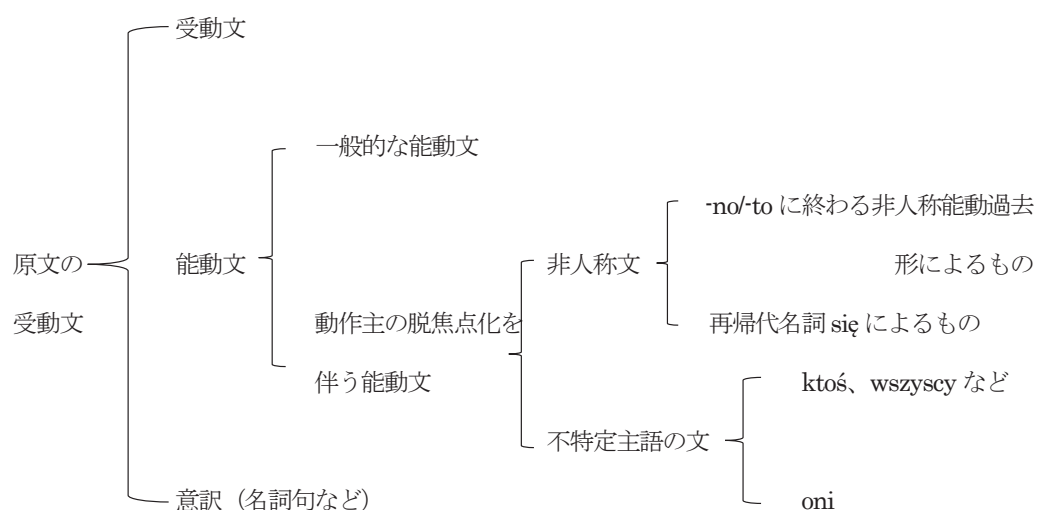 受動文
一般的な能動文
-no/-to に終わる非人称能動過去
原文の
能動文
非人称文
形によるもの
受動文
動作主の脱焦点化を
再帰代名詞 się によるもの
伴う能動文
ktoś、wszyscy など
不特定主語の文
意訳（名詞句など）
oni